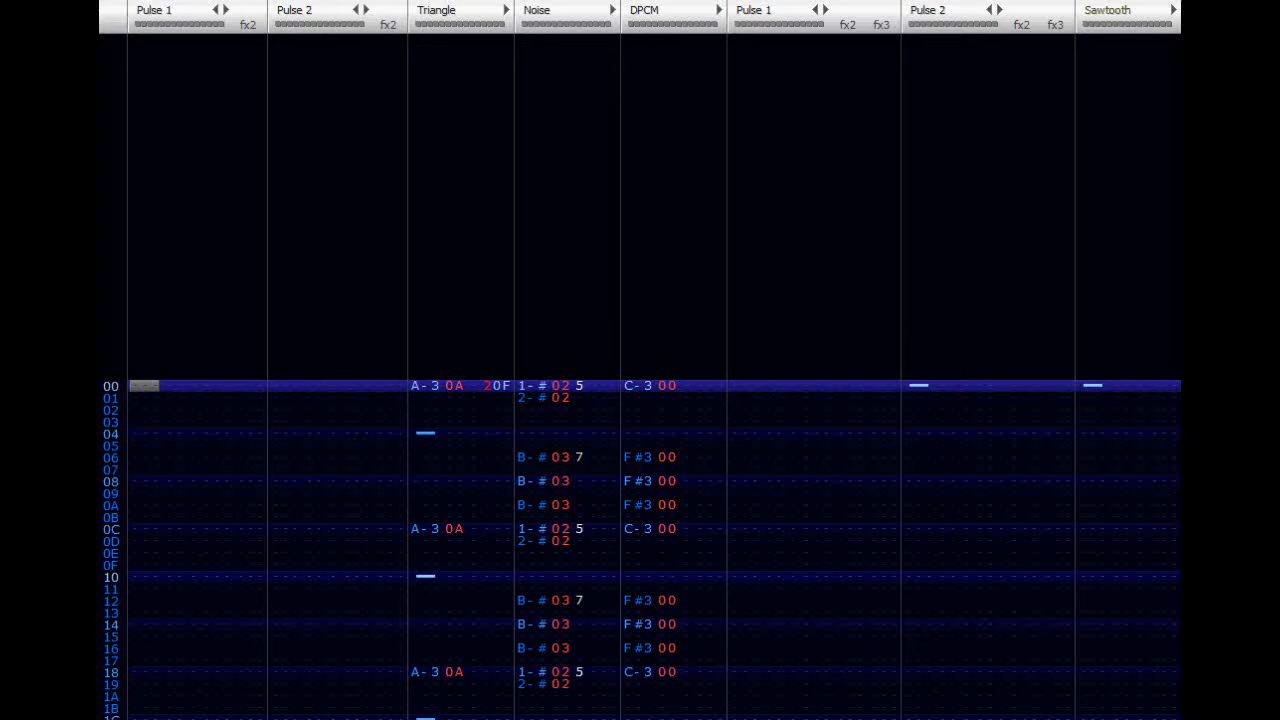 Pulse 1 Pulse 2 Triangle Noise DPCM Pulse 1 Pulse 2 Sawtooth
fx2 fx2 fx2 fx3 fx2 fx3
00 A-3 0A 20F 1-# 02 5 C-3 00
01 2-# 02
02
03
04
05
06 B-# 03 7 F#3 00
07
08 B-# 03 F#3 00
09
0A B-# 03 F#3 00
0B
0C A-3 0A 1-# 02 5 C-3 00
0D 2-# 02
0E
0F
10
11
12 B-# 03 7 F#3 00
13
14 B-# 03 F#3 00
15
16 B-# 03 F#3 00
17
18 A-3 0A 1-# 02 5 C-3 00
19 2-# 02
1A
1B
1C